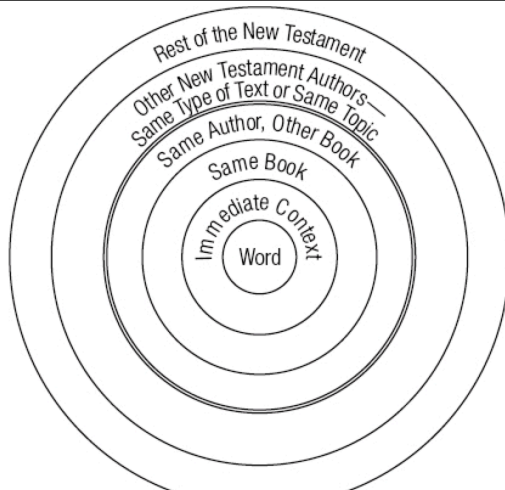 Rest of the New Testament
Other New Testament Authors—
Same Type of Text or Same Topic
Same Author, Other Book
Same Book
Immediate Context
Word